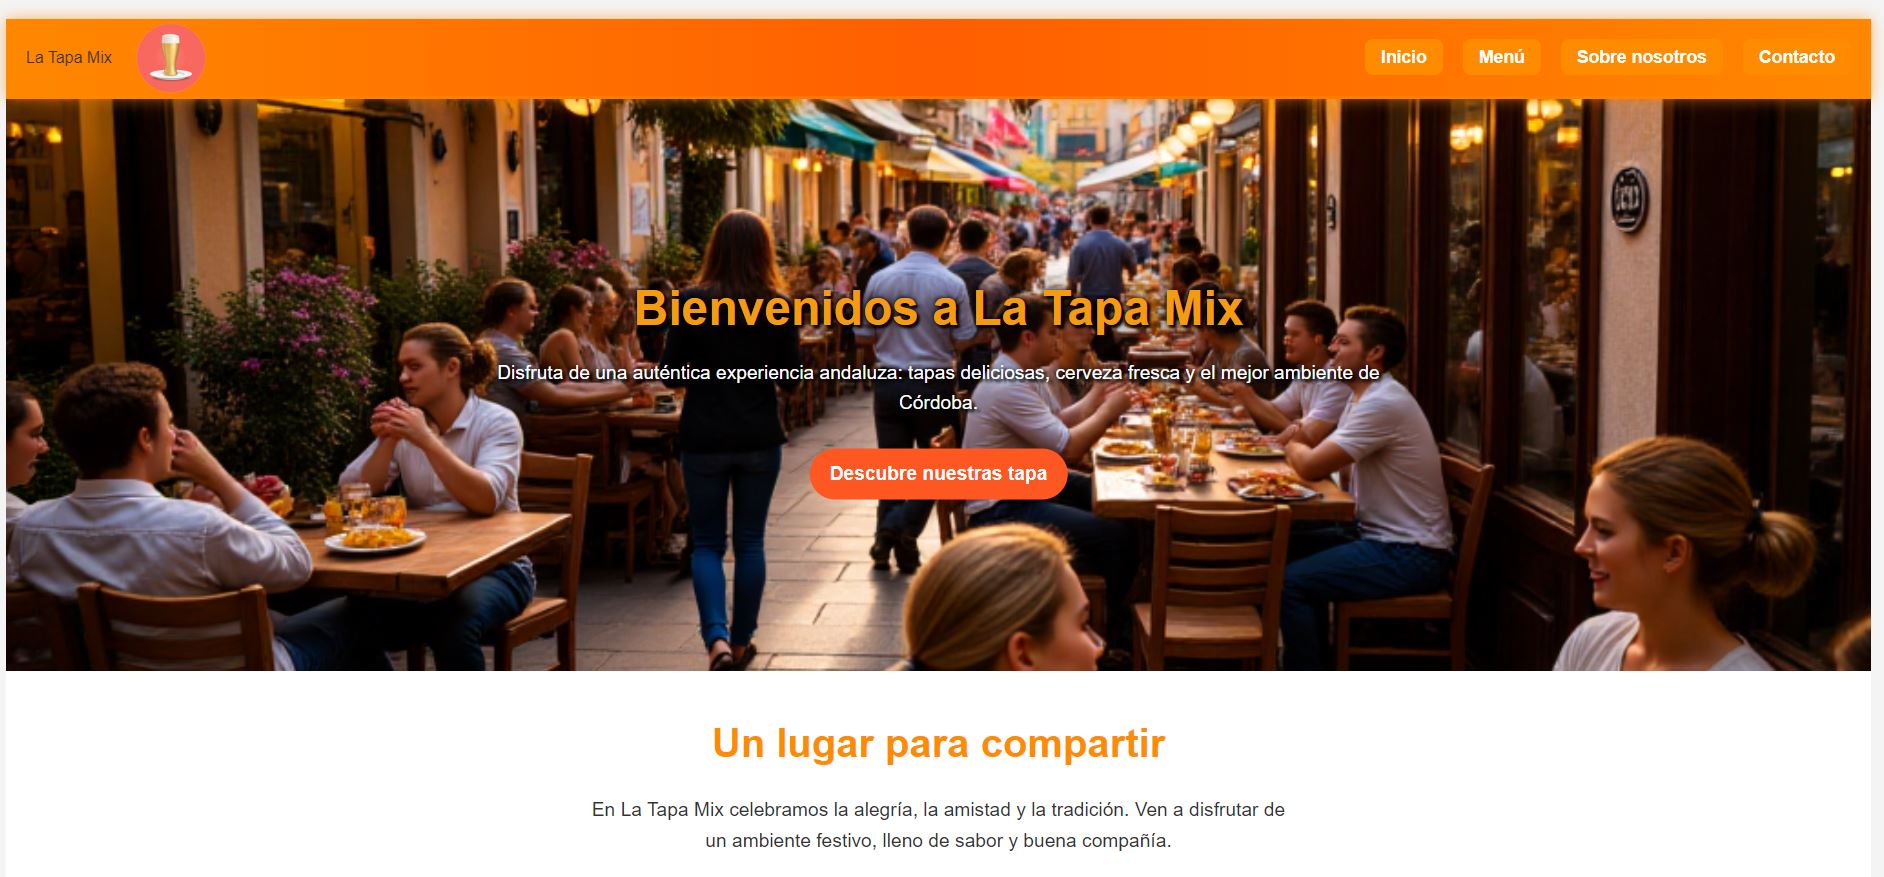 La Tapa Mix
Inicio
Menú
Sobre nosotros
Contacto
Bienvenidos a La Tapa Mix
Disfruta de una auténtica experiencia andaluza: tapas deliciosas, cerveza fresca y el mejor ambiente de
Córdoba.
Descubre nuestras tapa
Un lugar para compartir
En La Tapa Mix celebramos la alegría, la amistad y la tradición. Ven a disfrutar de
un ambiente festivo, lleno de sabor y buena compañía.